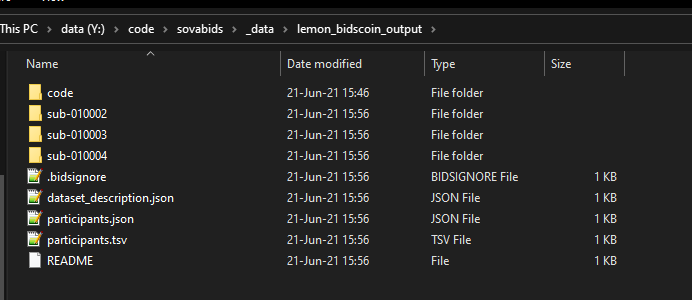 This PC > data (Y:) > code > sovabids > _data > lemon_bidscoin_output >
Name Date modified Type Size
code 21-Jun-21 15:46 File folder
sub-010002 21-Jun-21 15:56 File folder
sub-010003 21-Jun-21 15:56 File folder
sub-010004 21-Jun-21 15:56 File folder
.bidsignore 21-Jun-21 15:56 BIDSIGNORE File 1 KB
dataset_description.json 21-Jun-21 15:56 JSON File 1 KB
participants.json 21-Jun-21 15:56 JSON File 1 KB
participants.tsv 21-Jun-21 15:56 TSV File 1 KB
README 21-Jun-21 15:56 File 1 KB